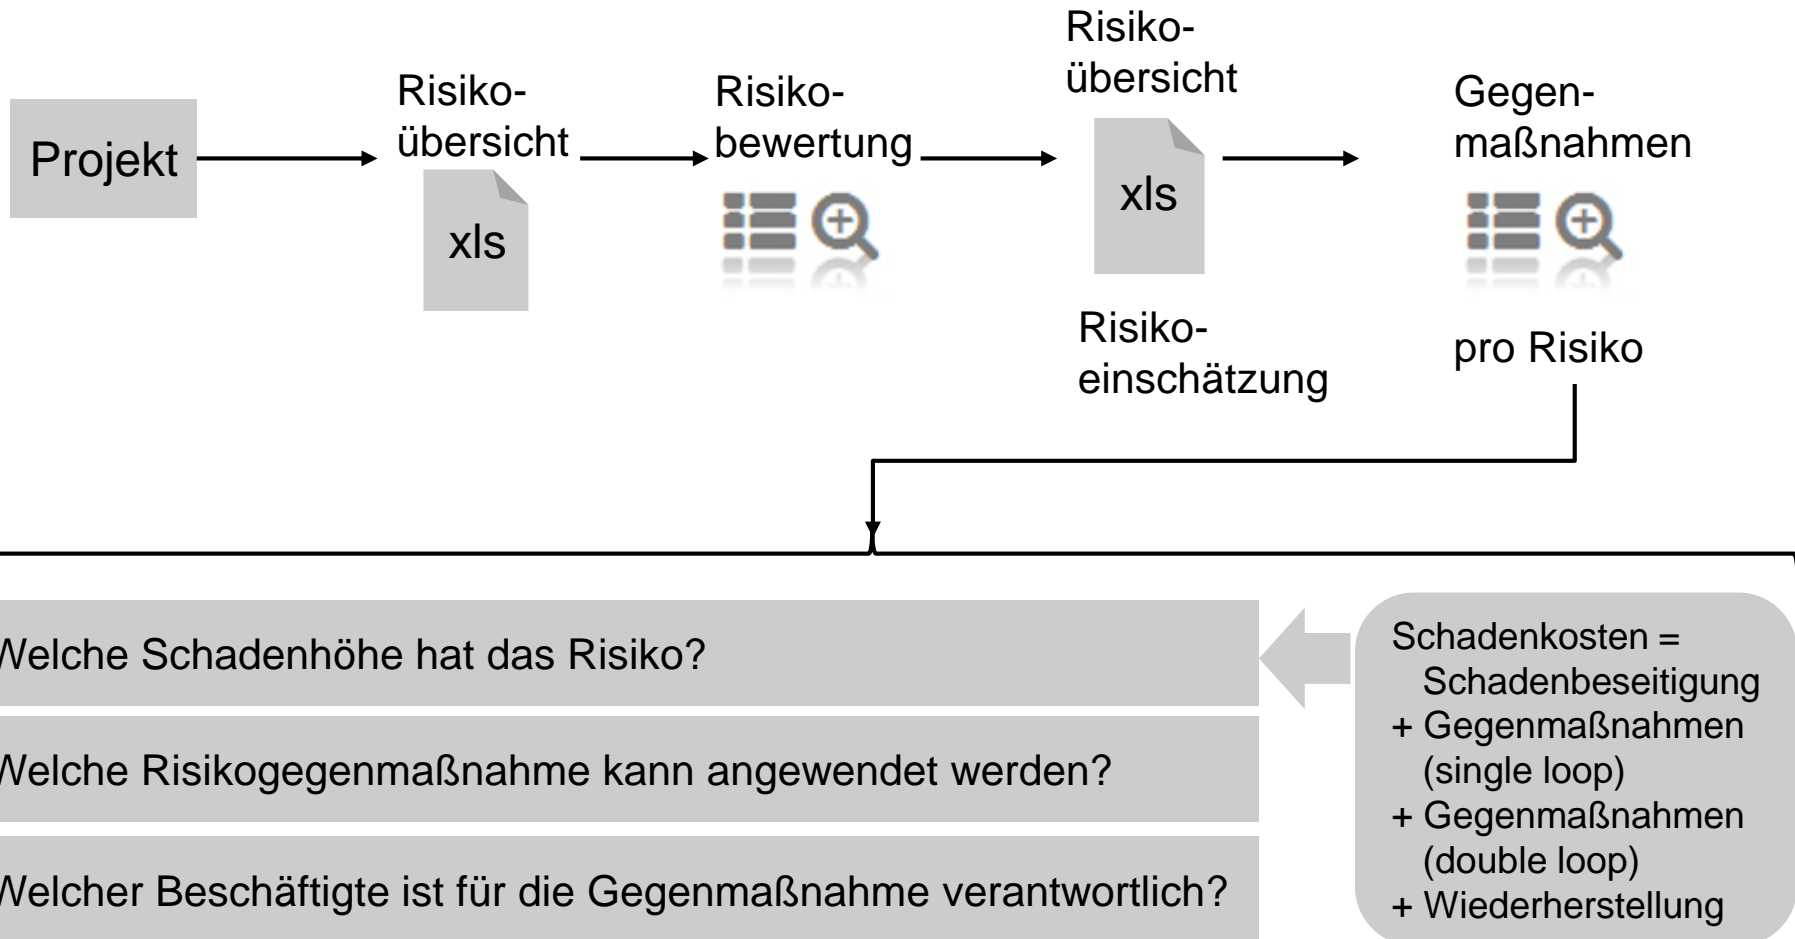 Projekt
Risiko-
übersicht
xls
Risiko-
bewertung
Risiko-
übersicht
xls
Risiko-
einschätzung
Gegen-
maßnahmen
pro Risiko
Welche Schadenhöhe hat das Risiko?
Welche Risikogegenmaßnahme kann angewendet werden?
Welcher Beschäftigte ist für die Gegenmaßnahme verantwortlich?
Schadenkosten =
Schadenbeseitigung
+ Gegenmaßnahmen
(single loop)
+ Gegenmaßnahmen
(double loop)
+ Wiederherstellung